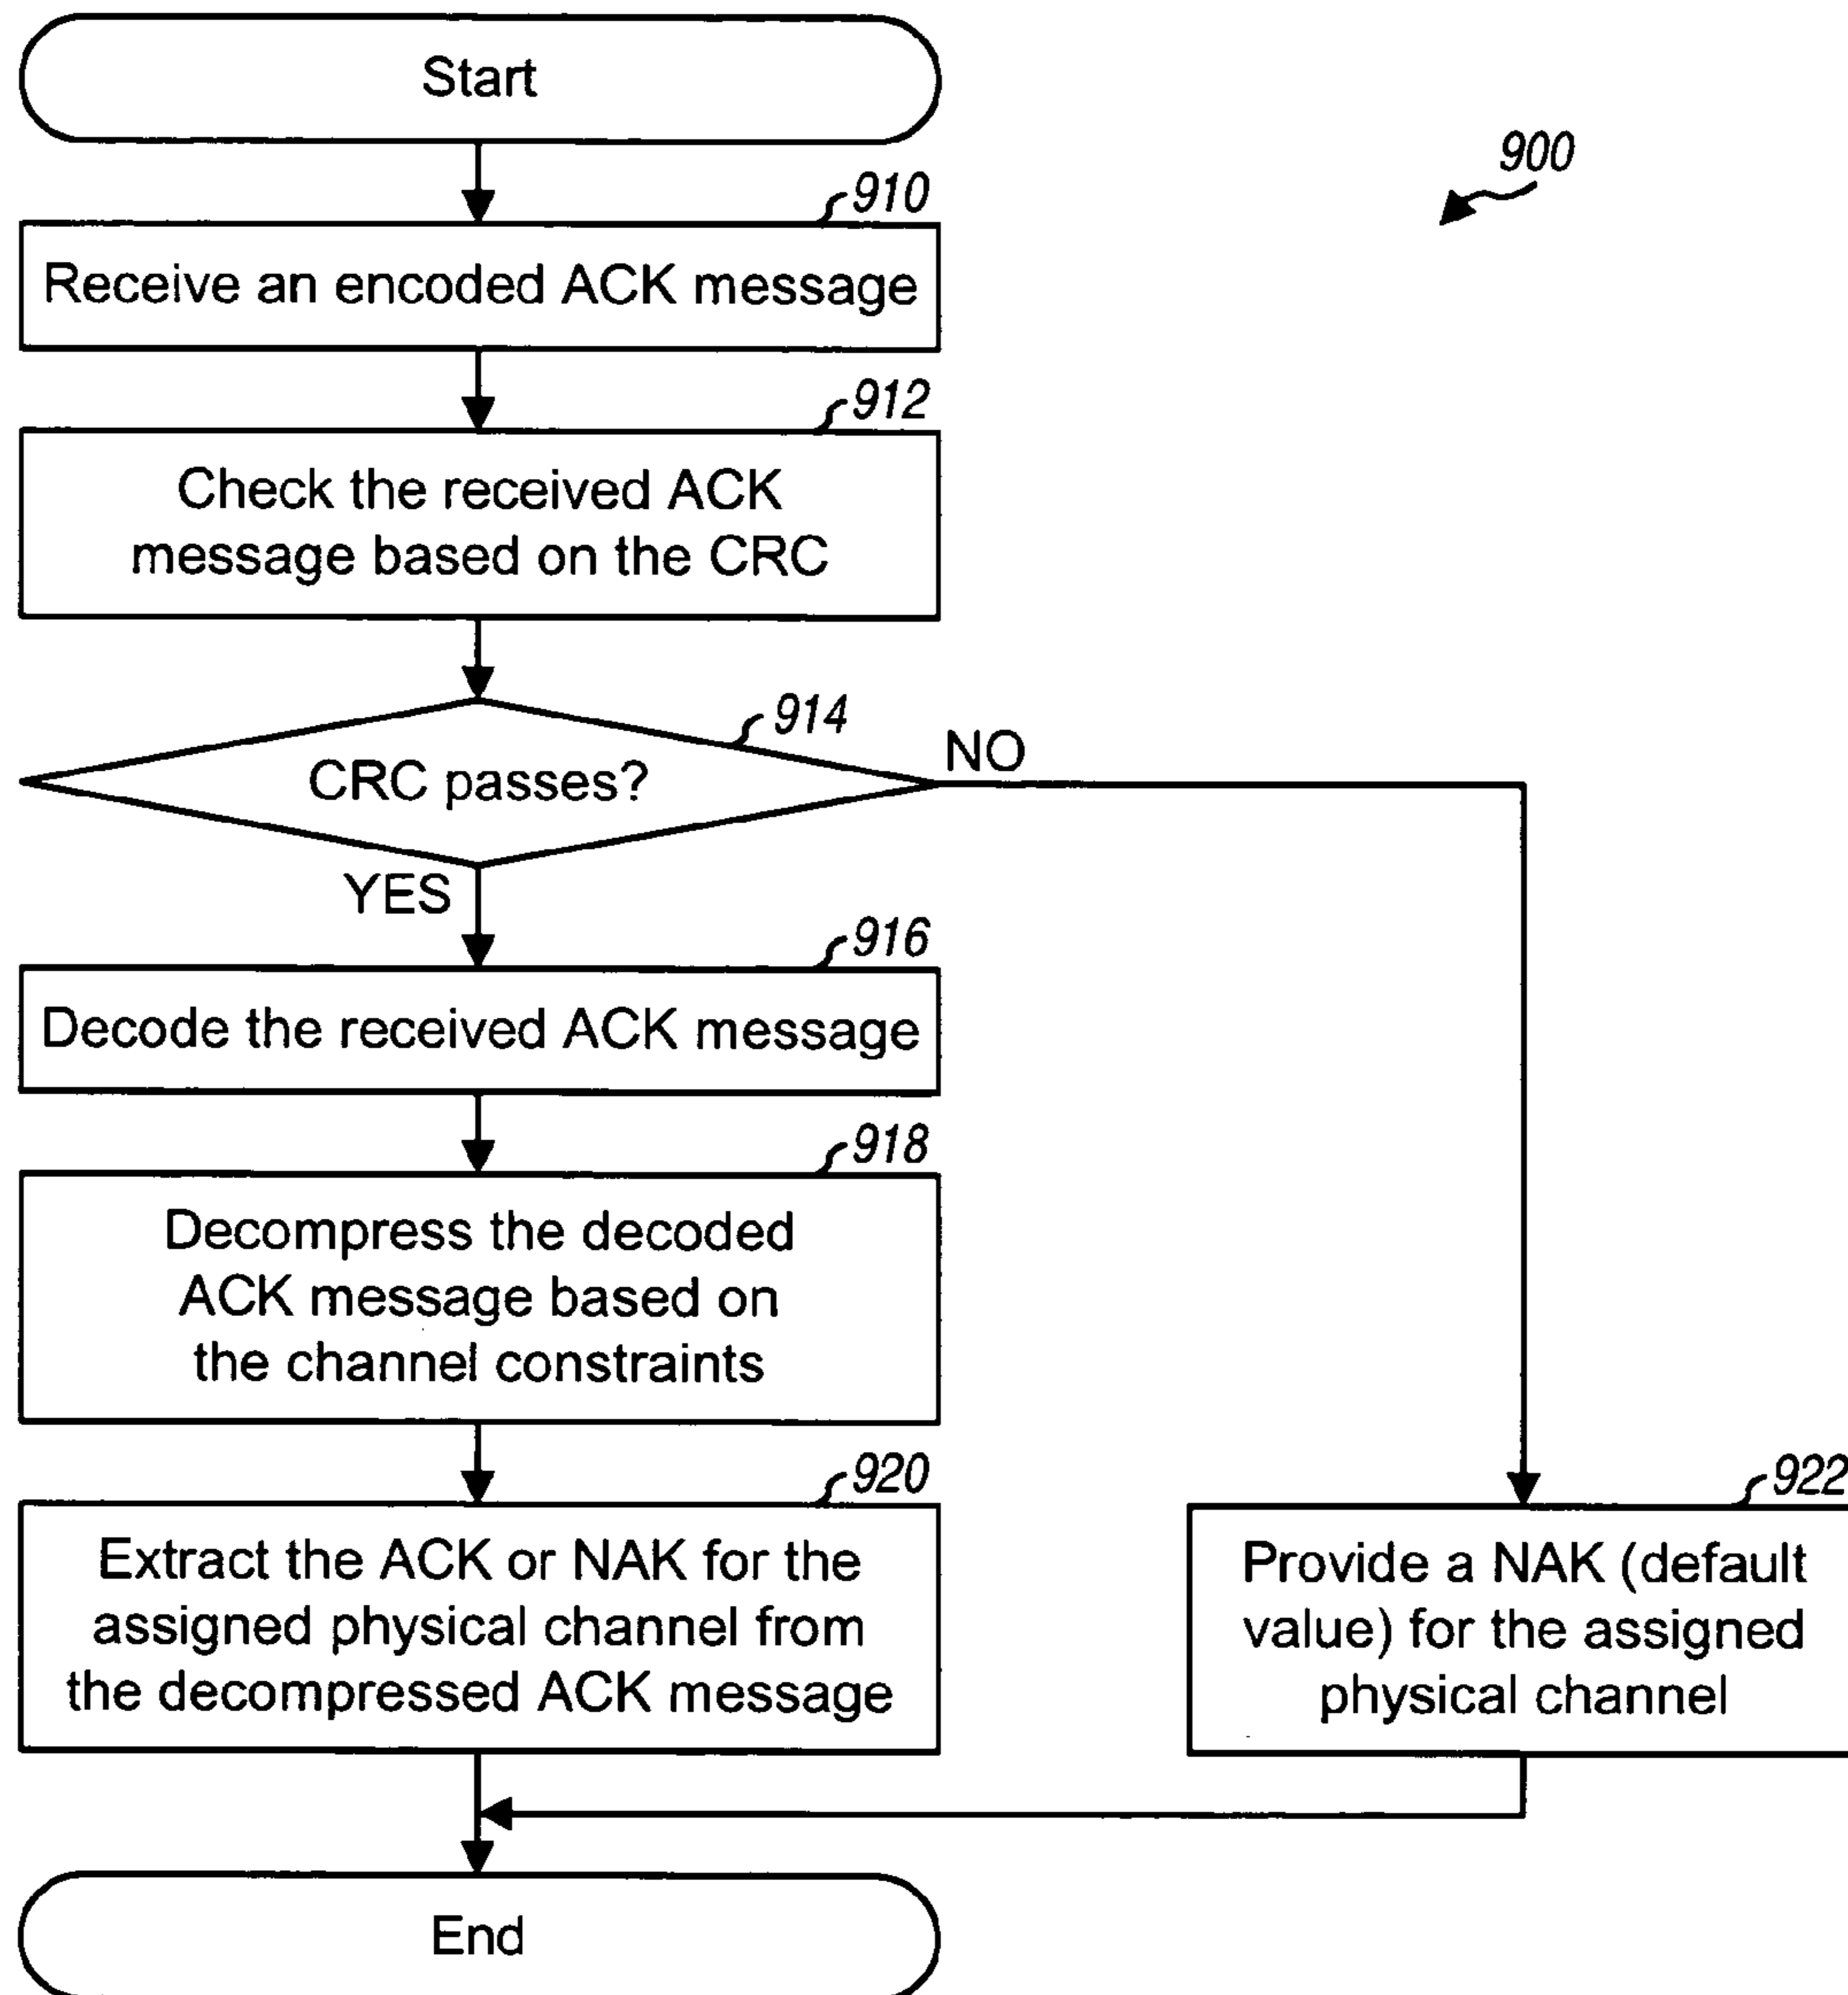 Start
900
910
Receive an encoded ACK message
912
Check the received ACK
message based on the CRC
914
CRC passes?
NO
YES
916
Decode the received ACK message
918
Decompress the decoded
ACK message based on
the channel constraints
920
Extract the ACK or NAK for the
assigned physical channel from
the decompressed ACK message
922
Provide a NAK (default
value) for the assigned
physical channel
End